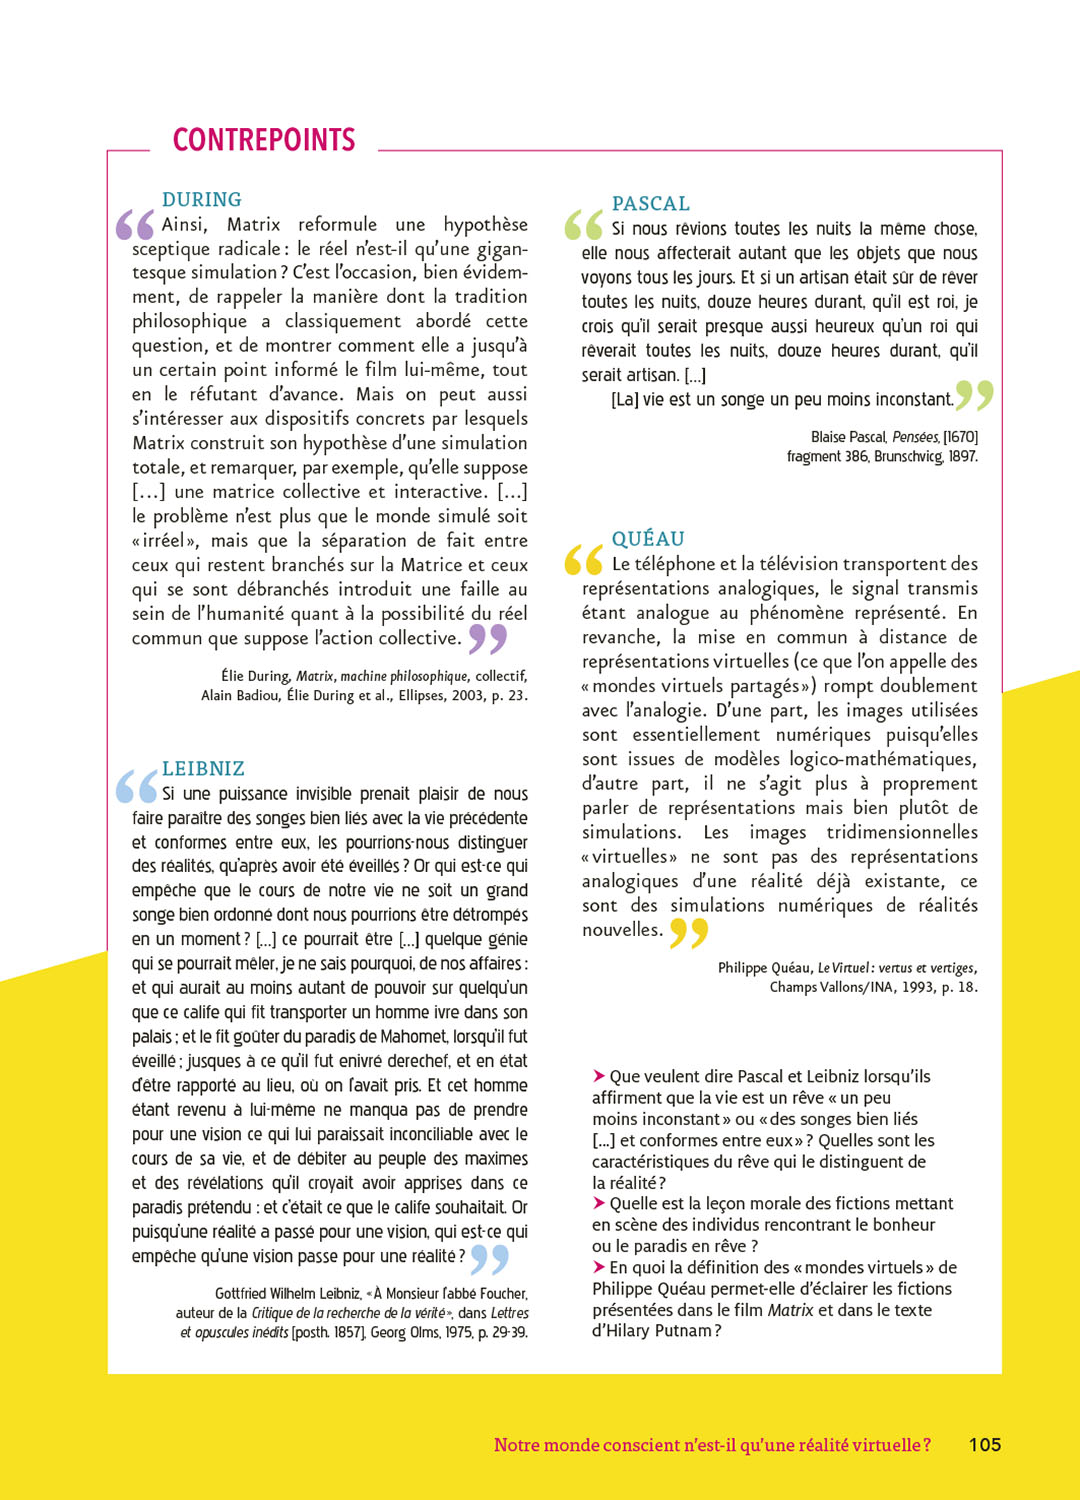 CONTREPOINTS
DURING
“ Ainsi, Matrix reformule une hypothèse
sceptique radicale : le réel n’est-il qu’une gigan-
tesque simulation ? C’est l’occasion, bien évidem-
ment, de rappeler la manière dont la tradition
philosophique a classiquement abordé cette
question, et de montrer comment elle a jusqu’à
un certain point informé le film lui-même, tout
en le réfutant d’avance. Mais on peut aussi
s’intéresser aux dispositifs concrets par lesquels
Matrix construit son hypothèse d’une simulation
totale, et remarquer, par exemple, qu’elle suppose
[…] une matrice collective et interactive. […]
le problème n’est plus que le monde simulé soit
« irréel », mais que la séparation de fait entre
ceux qui restent branchés sur la Matrice et ceux
qui se sont débranchés introduit une faille au
sein de l’humanité quant à la possibilité du réel
commun que suppose l’action collective. ”
Élie During, Matrix, machine philosophique, collectif,
Alain Badiou, Élie During et al., Ellipses, 2003, p. 23.
LEIBNIZ
“ Si une puissance invisible prenait plaisir de nous
faire paraître des songes bien liés avec la vie précédente
et conformes entre eux, les pourrions-nous distinguer
des réalités, qu’après avoir été éveillés ? Or qui est-ce qui
empêche que le cours de notre vie ne soit un grand
songe bien ordonné dont nous pourrions être détrompés
en un moment ? […] ce pourrait être […] quelque génie
qui se pourrait mêler, je ne sais pourquoi, de nos affaires :
et qui aurait au moins autant de pouvoir sur quelqu’un
que ce calife qui fit transporter un homme ivre dans son
palais ; et le fit goûter du paradis de Mahomet, lorsqu’il fut
éveillé ; jusques à ce qu’il fut enivré derechef, et en état
d’être rapporté au lieu, où on l’avait pris. Et cet homme
étant revenu à lui-même ne manqua pas de prendre
pour une vision ce qui lui paraissait inconciliable avec le
cours de sa vie, et de débiter au peuple des maximes
et des révélations qu’il croyait avoir apprises dans ce
paradis prétendu : et c’était ce que le calife souhaitait. Or
puisqu’une réalité a passé pour une vision, qui est-ce qui
empêche qu’une vision passe pour une réalité ? ”
Gottfried Wilhelm Leibniz, « À Monsieur l’abbé Foucher,
auteur de la Critique de la recherche de la vérité », dans Lettres
et opuscules inédits [posth. 1857], Georg Olms, 1975, p. 29-39.
PASCAL
“ Si nous rêvions toutes les nuits la même chose,
elle nous affecterait autant que les objets que nous
voyons tous les jours. Et si un artisan était sûr de rêver
toutes les nuits, douze heures durant, qu’il est roi, je
crois qu’il serait presque aussi heureux qu’un roi qui
rêverait toutes les nuits, douze heures durant, qu’il
serait artisan. […]
[La] vie est un songe un peu moins inconstant. ”
Blaise Pascal, Pensées, [1670]
fragment 386, Brunschvicg, 1897.
QUÉAU
“ Le téléphone et la télévision transportent des
représentations analogiques, le signal transmis
étant analogue au phénomène représenté. En
revanche, la mise en commun à distance de
représentations virtuelles (ce que l’on appelle des
« mondes virtuels partagés ») rompt doublement
avec l’analogie. D’une part, les images utilisées
sont essentiellement numériques puisqu’elles
sont issues de modèles logico-mathématiques,
d’autre part, il ne s’agit plus à proprement
parler de représentations mais bien plutôt de
simulations. Les images tridimensionnelles
« virtuelles » ne sont pas des représentations
analogiques d’une réalité déjà existante, ce
sont des simulations numériques de réalités
nouvelles. ”
Philippe Quéau, Le Virtuel : vertus et vertiges,
Champs Vallons/INA, 1993, p. 18.
➤ Que veulent dire Pascal et Leibniz lorsqu’ils
affirment que la vie est un rêve « un peu
moins inconstant » ou « des songes bien liés
[…] et conformes entre eux » ? Quelles sont les
caractéristiques du rêve qui le distinguent de
la réalité ?
➤ Quelle est la leçon morale des fictions mettant
en scène des individus rencontrant le bonheur
ou le paradis en rêve ?
➤ En quoi la définition des « mondes virtuels » de
Philippe Quéau permet-elle d’éclairer les fictions
présentées dans le film Matrix et dans le texte
d’Hilary Putnam ?
Notre monde conscient n’est-il qu’une réalité virtuelle ? 105